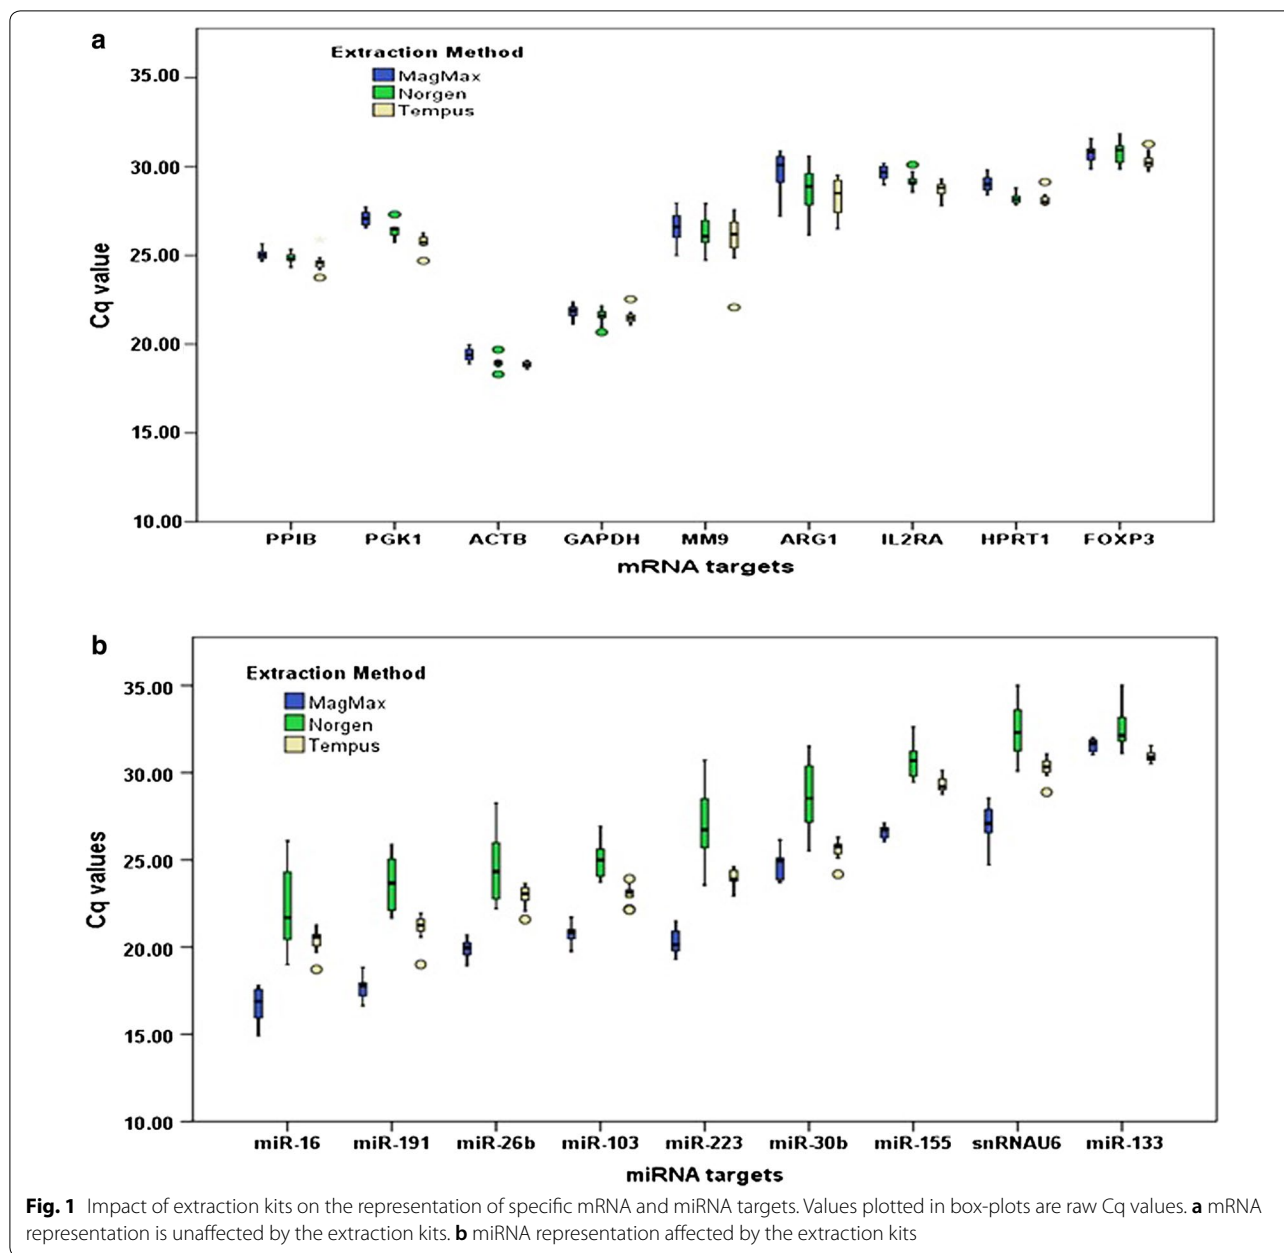 a
Extraction Method
MagMax
Norgen
Tempus
35.00
30.00
25.00
20.00
15.00
10.00
Cq value
PPIB PGK1 ACTB GAPDH MM9 ARG1 IL2RA HPRT1 FOXP3
mRNA targets
b
Extraction Method
MagMax
Norgen
Tempus
35.00
30.00
25.00
20.00
15.00
10.00
Cq values
miR-16 miR-191 miR-26b miR-103 miR-223 miR-30b miR-155 snRNAU6 miR-133
miRNA targets
Fig. 1 Impact of extraction kits on the representation of specific mRNA and miRNA targets. Values plotted in box-plots are raw Cq values. a mRNA
representation is unaffected by the extraction kits. b miRNA representation affected by the extraction kits